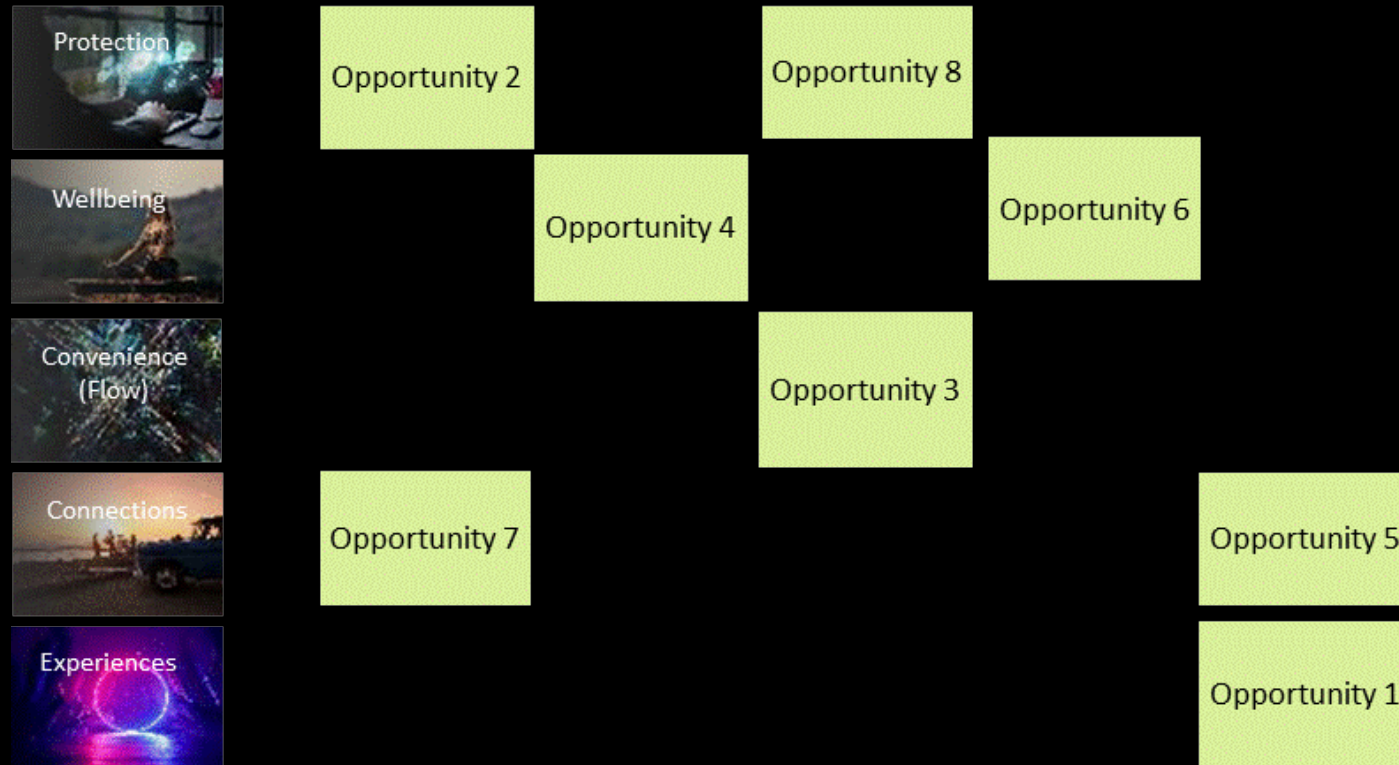 Protection
Opportunity 2
Opportunity 8
Wellbeing
Opportunity 4
Opportunity 6
Convenience
(Flow)
Opportunity 3
Connections
Opportunity 7
Opportunity 5
Experiences
Opportunity 1